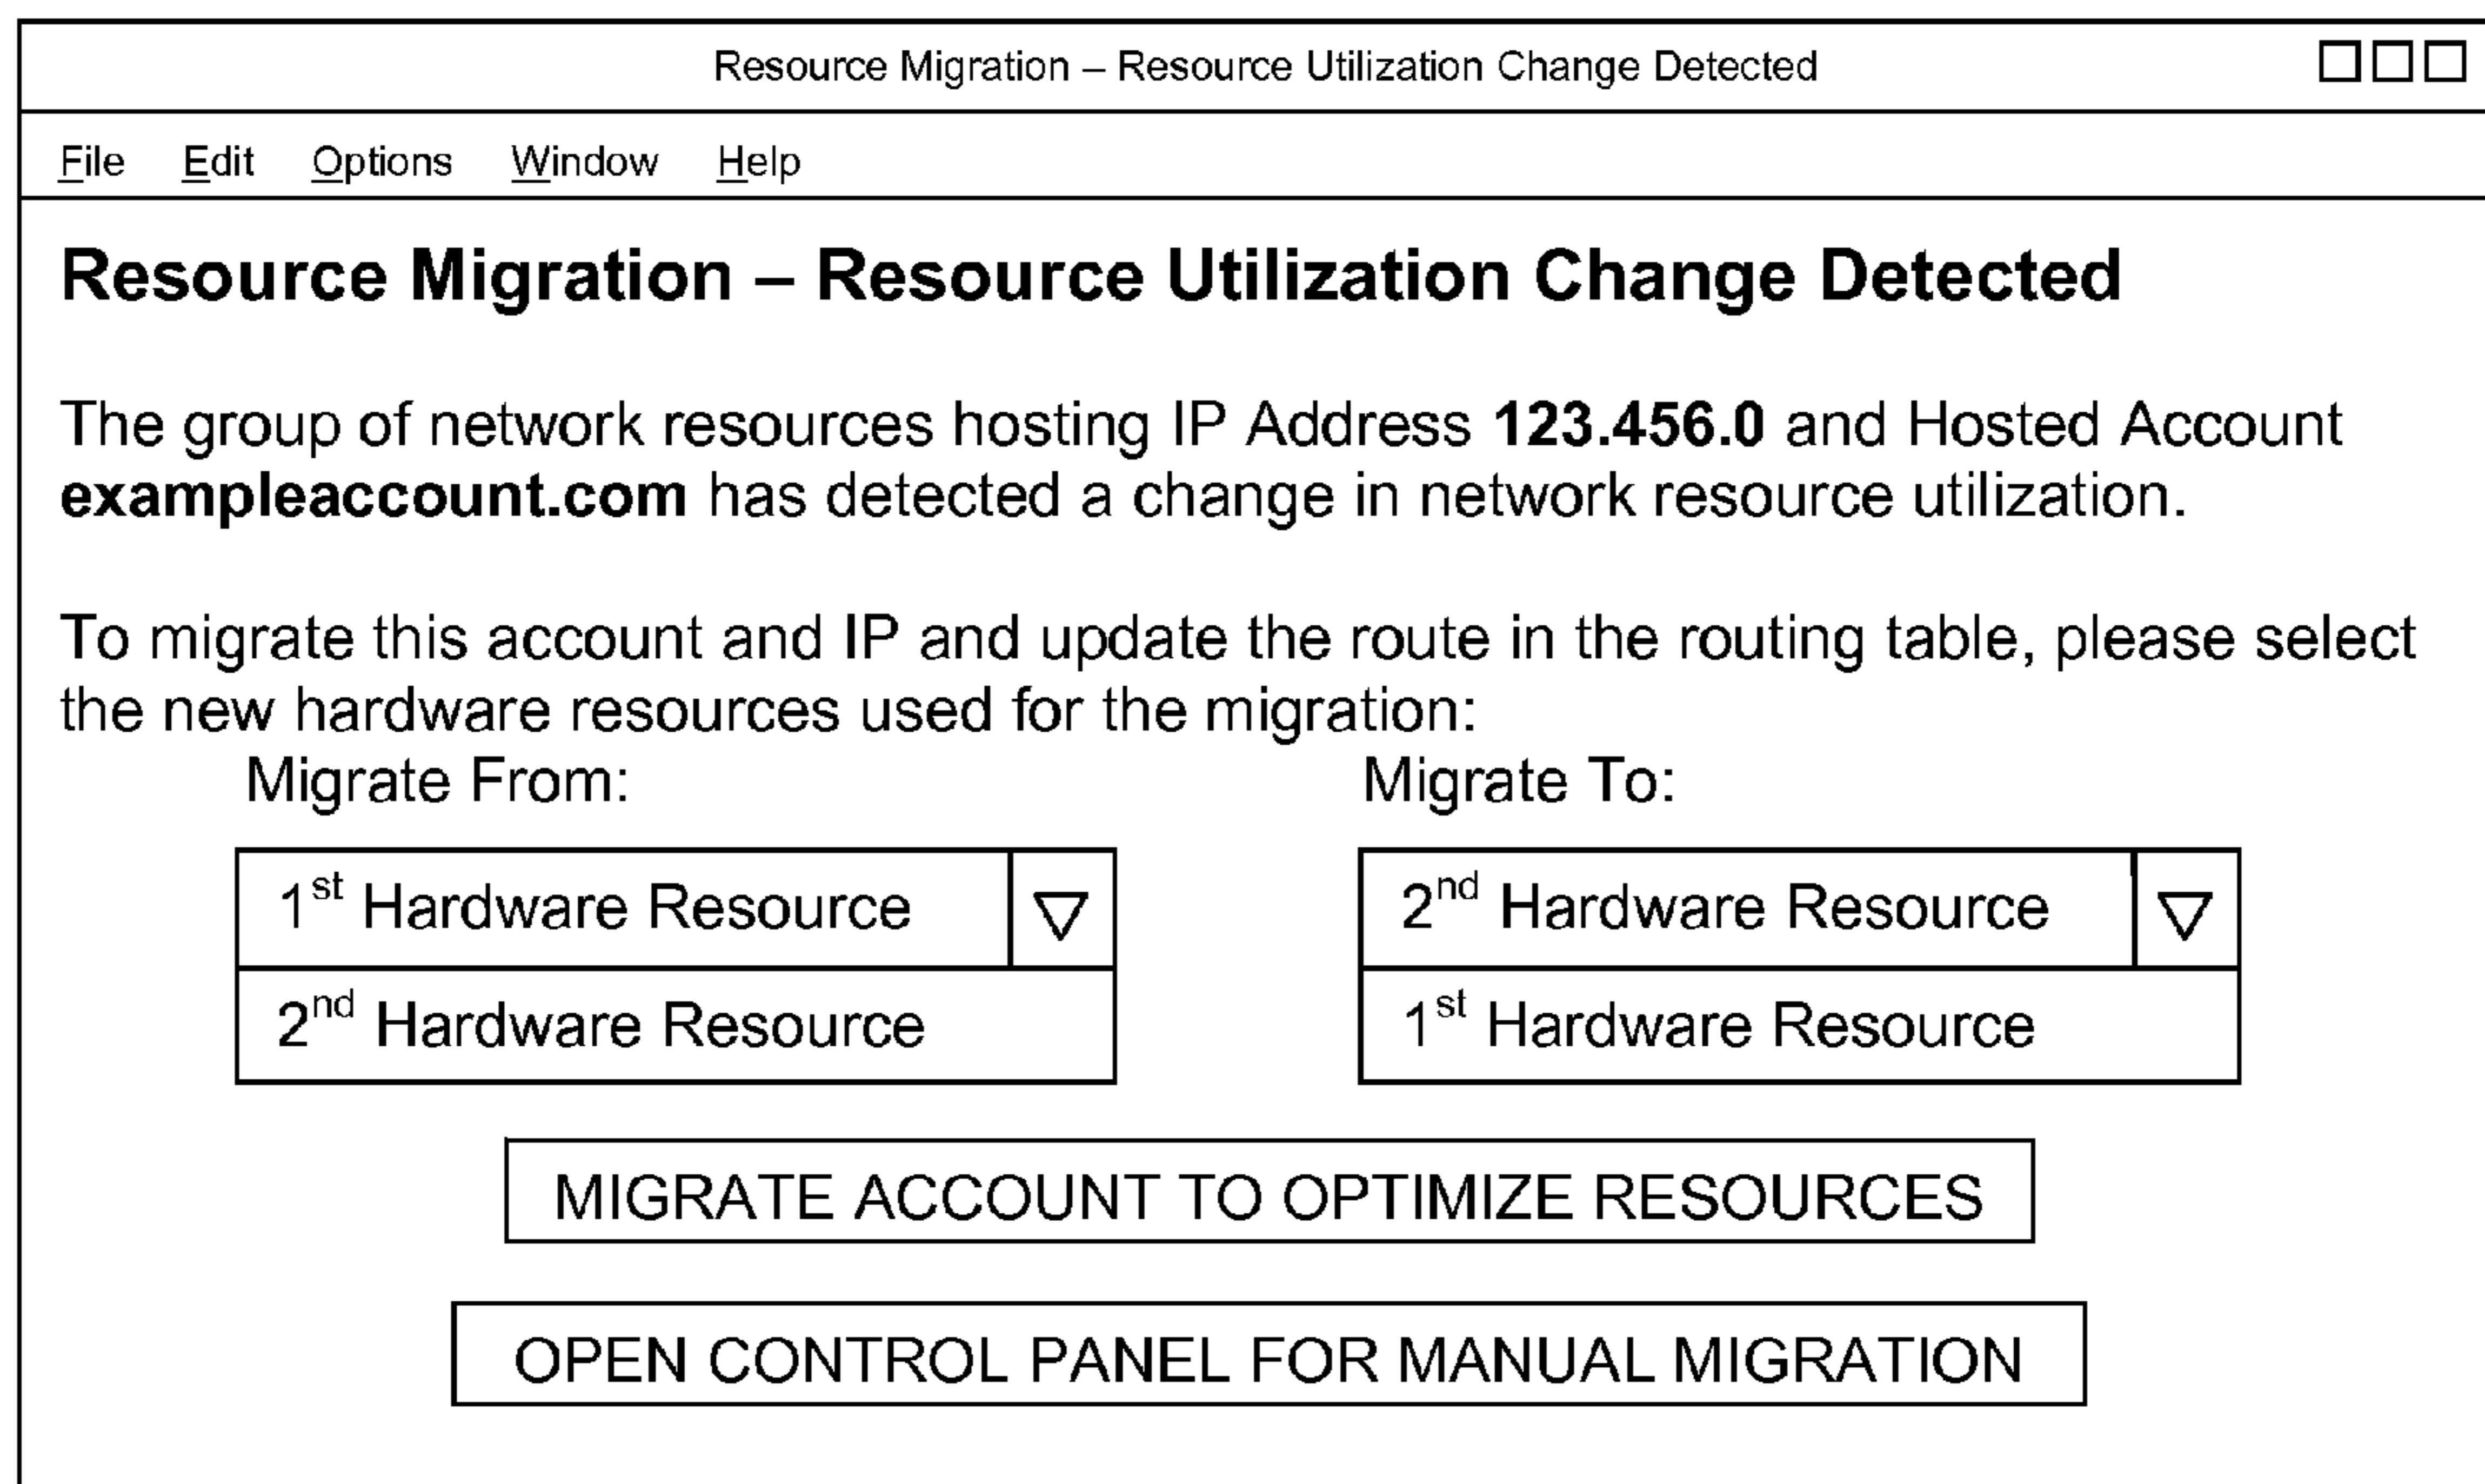 Resource Migration – Resource Utilization Change Detected
File Edit Options Window Help
Resource Migration – Resource Utilization Change Detected
The group of network resources hosting IP Address 123.456.0 and Hosted Account
exampleaccount.com has detected a change in network resource utilization.
To migrate this account and IP and update the route in the routing table, please select
the new hardware resources used for the migration:
Migrate From: Migrate To:
1st Hardware Resource 2nd Hardware Resource
2nd Hardware Resource 1st Hardware Resource
MIGRATE ACCOUNT TO OPTIMIZE RESOURCES
OPEN CONTROL PANEL FOR MANUAL MIGRATION